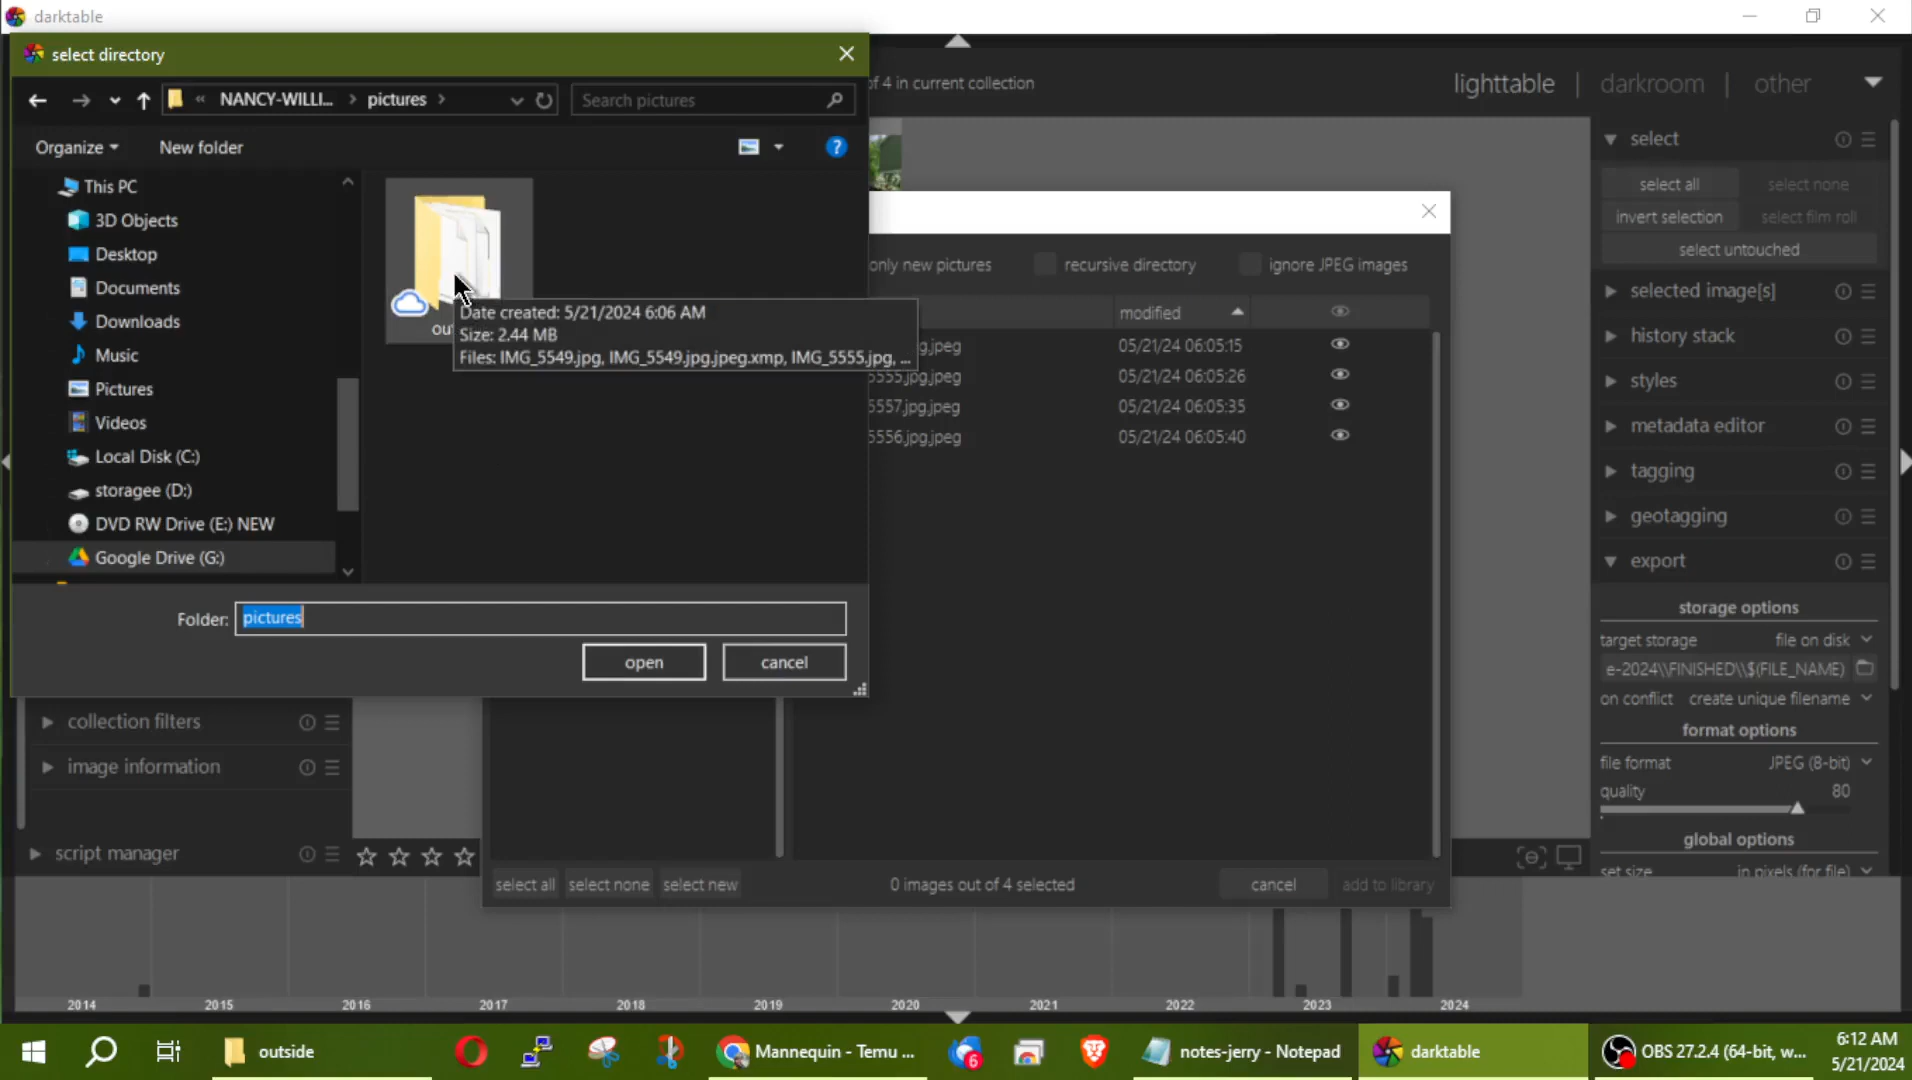 darktable
select directory
« NANCY-WILLI... > pictures >
Search pictures
of 4 in current collection
lighttable | darkroom | other
Organize
New folder
?
This PC
3D Objects
Desktop
Documents
Downloads
Music
Pictures
Videos
Local Disk (C:)
storagee (D:)
DVD RW Drive (E:) NEW
Google Drive (G:)
Date created: 5/21/2024 6:06 AM
Size: 2.44 MB
Files: IMG_5549.jpg, IMG_5549.jpg.jpeg.xmp, IMG_5555.jpg, ...
Folder: pictures
open
cancel
only new pictures
recursive directory
ignore JPEG images
modified
g.jpeg 05/21/24 06:05:15
5555.jpg.jpeg 05/21/24 06:05:26
5557.jpg.jpeg 05/21/24 06:05:35
5556.jpg.jpeg 05/21/24 06:05:40
select all
select none
select new
0 images out of 4 selected
cancel
add to library
collection filters
image information
script manager
select
select all
select none
invert selection
select film roll
select untouched
selected image[s]
history stack
styles
metadata editor
tagging
geotagging
export
storage options
target storage file on disk
e-2024\\FINISHED\\$(FILE_NAME)
on conflict create unique filename
format options
file format JPEG (8-bit)
quality 80
global options
set size in pixels (for file)
2014 2015 2016 2017 2018 2019 2020 2021 2022 2023 2024
outside
Mannequin - Temu ...
6
notes-jerry - Notepad
darktable
OBS 27.2.4 (64-bit, w...
6:12 AM
5/21/2024